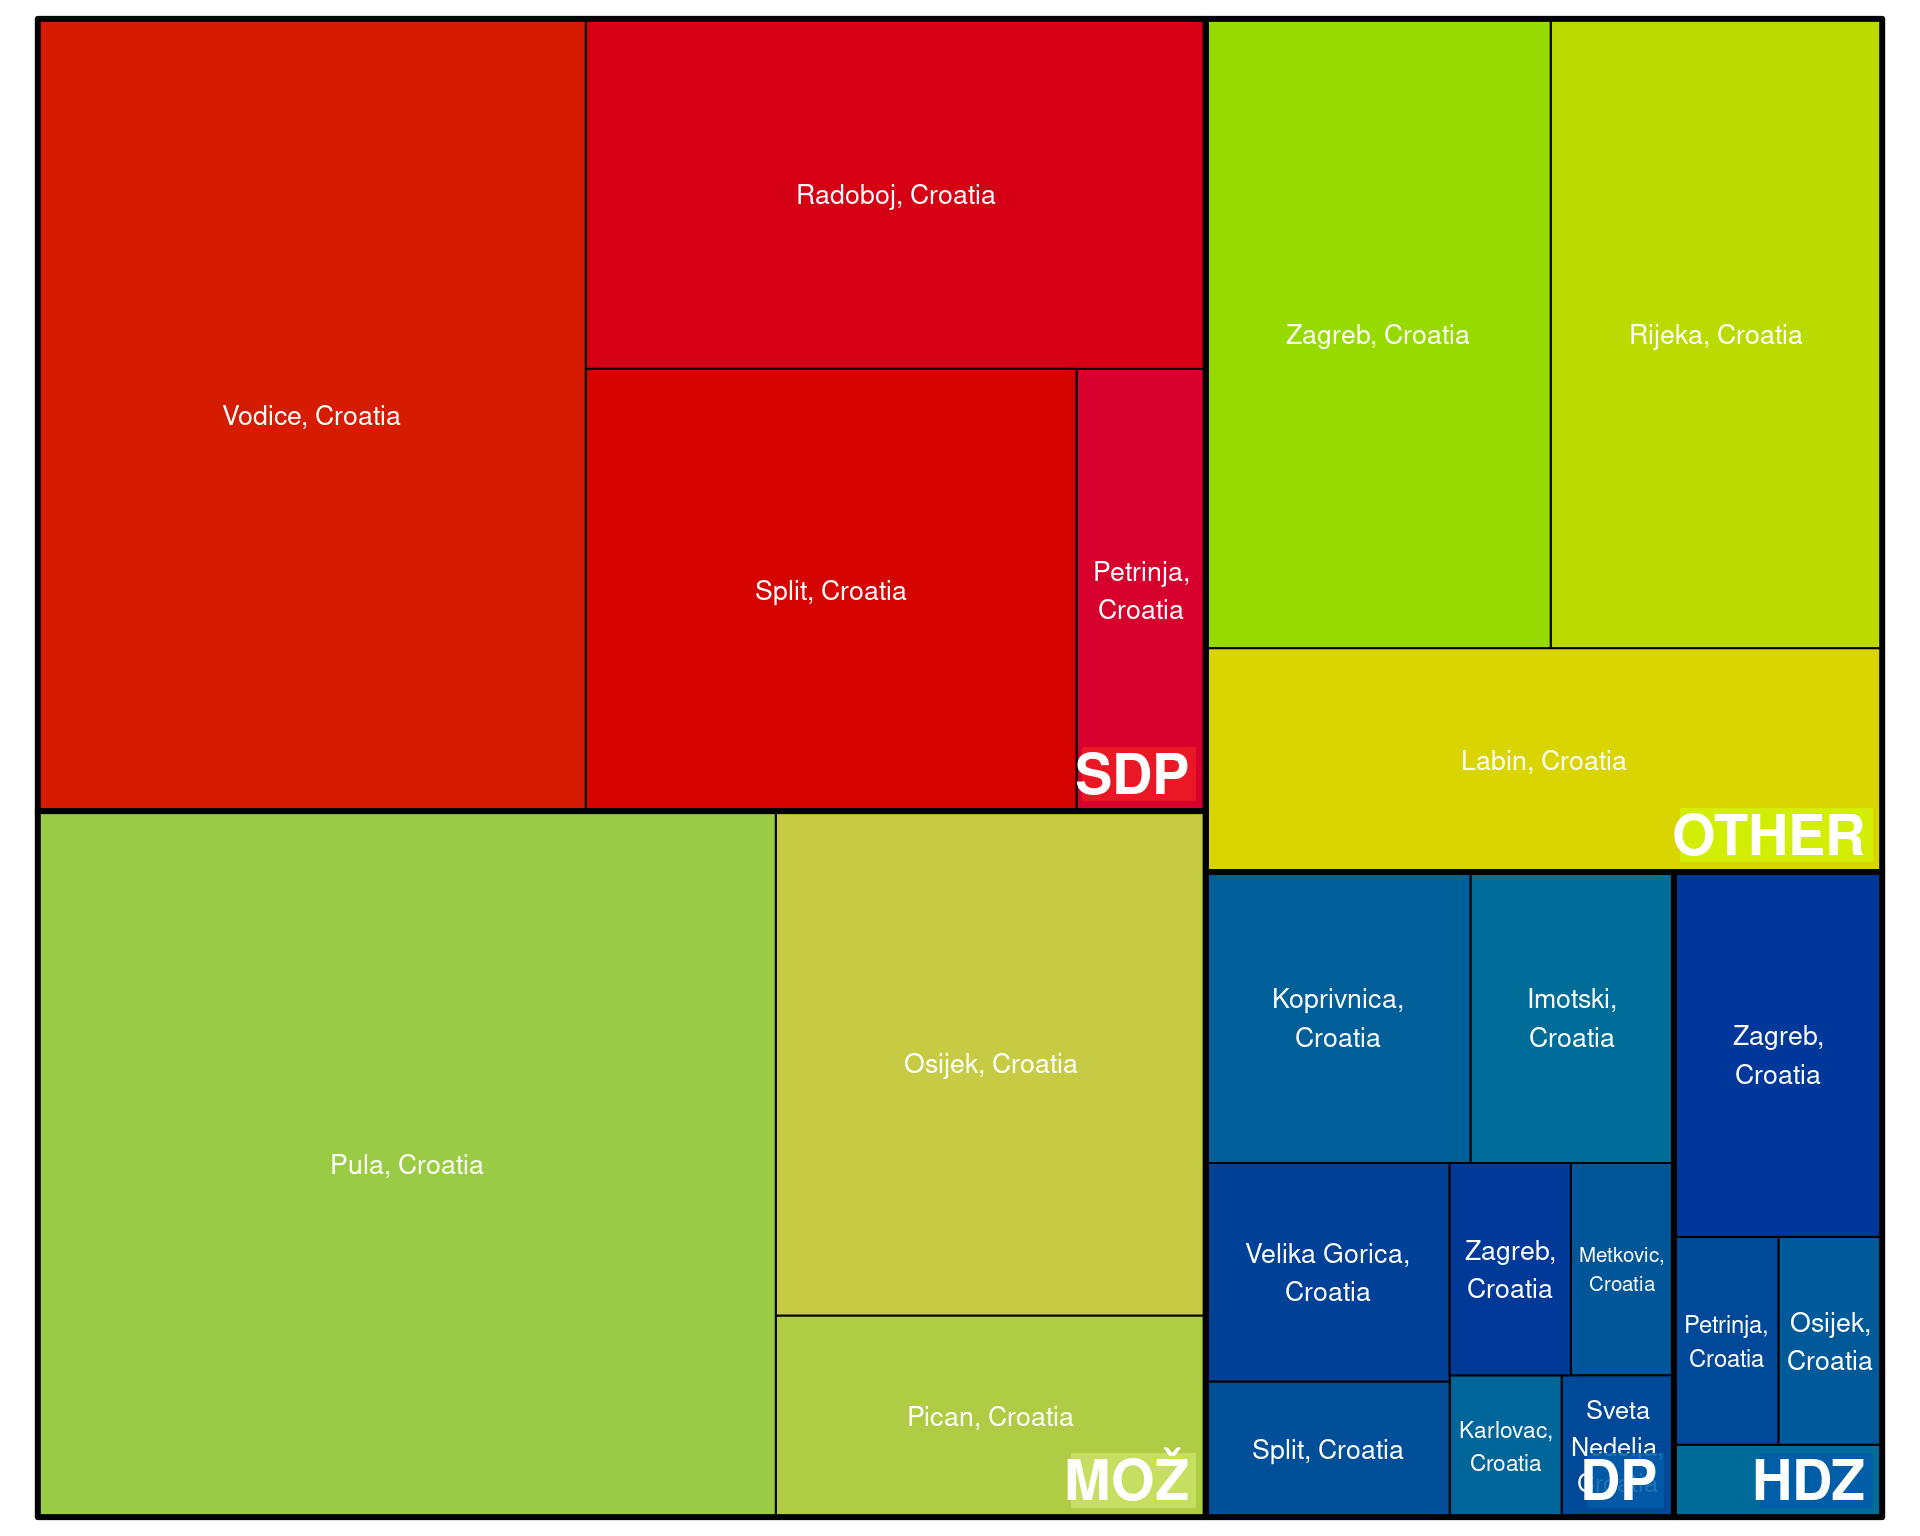 Vodice, Croatia
Radoboj, Croatia
Split, Croatia
Petrinja,
Croatia
SDP
Zagreb, Croatia
Rijeka, Croatia
Labin, Croatia
OTHER
Pula, Croatia
Osijek, Croatia
Pican, Croatia
MOŽ
Koprivnica,
Croatia
Imotski,
Croatia
Velika Gorica,
Croatia
Zagreb,
Croatia
Metkovic,
Croatia
Split, Croatia
Karlovac,
Croatia
Sveta
Nedelja,
Croatia
DP
Zagreb,
Croatia
Petrinja,
Croatia
Osijek,
Croatia
HDZ